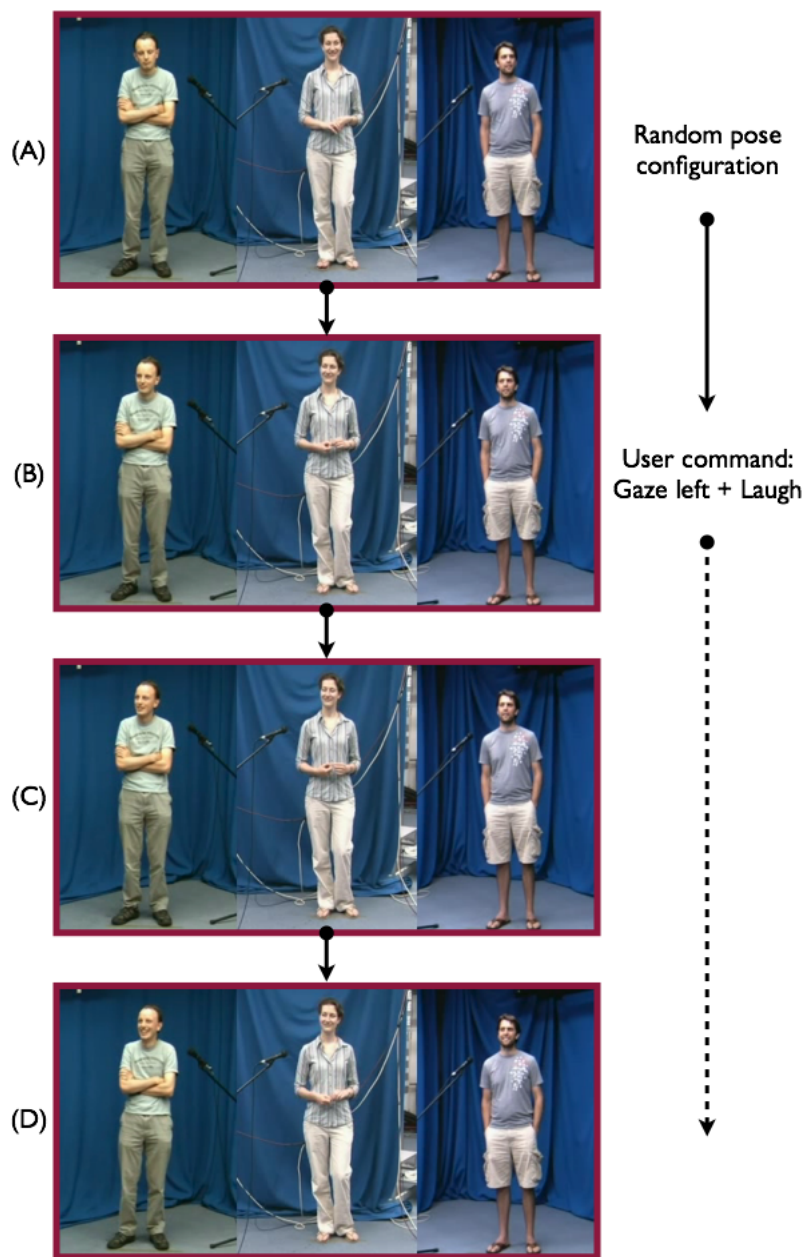 (A)
Random pose
configuration
(B)
User command:
Gaze left + Laugh
(C)
(D)